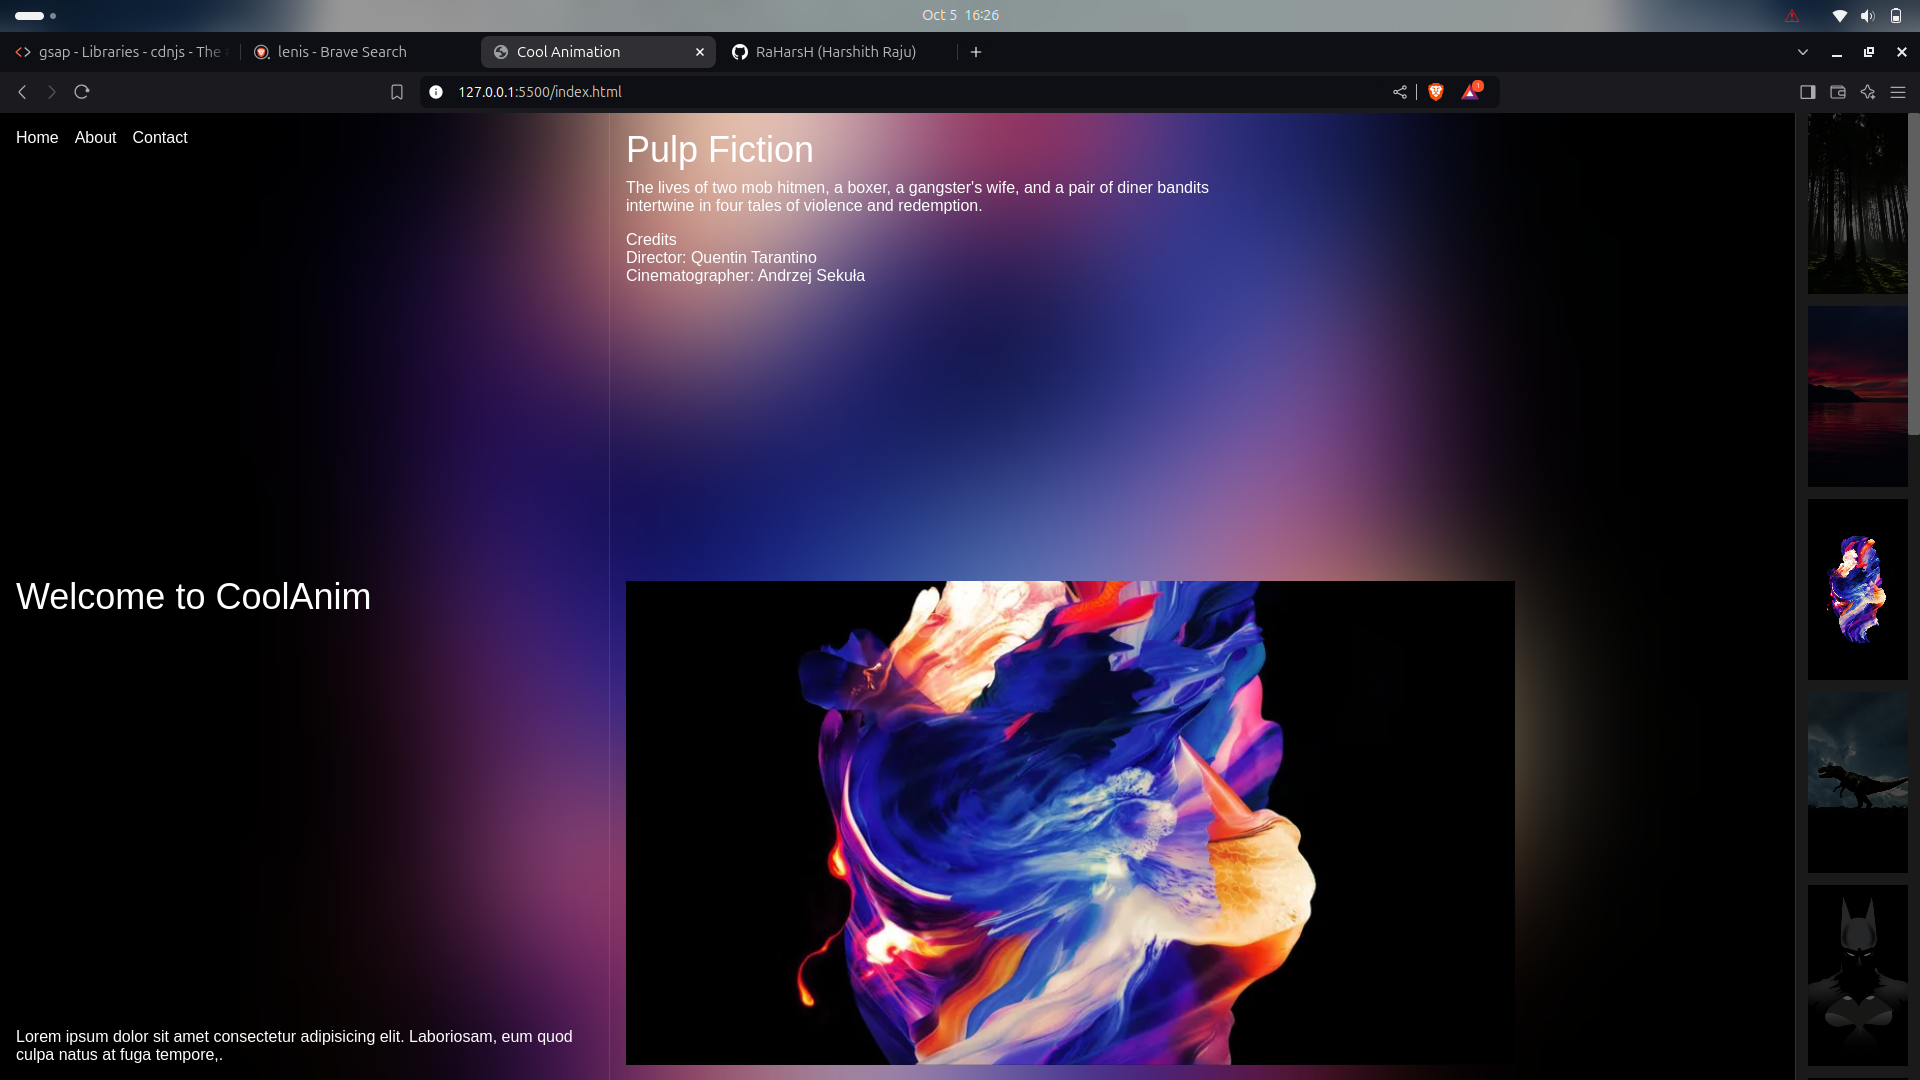 Oct 5 16:26
gsap - Libraries - cdnjs - The
lenis - Brave Search
Cool Animation
RaHarsH (Harshith Raju)
127.0.0.1:5500/index.html
1
Home About Contact
Pulp Fiction
The lives of two mob hitmen, a boxer, a gangster's wife, and a pair of diner bandits
intertwine in four tales of violence and redemption.
Credits
Director: Quentin Tarantino
Cinematographer: Andrzej Sekuła
Welcome to CoolAnim
Lorem ipsum dolor sit amet consectetur adipisicing elit. Laboriosam, eum quod
culpa natus at fuga tempore,.